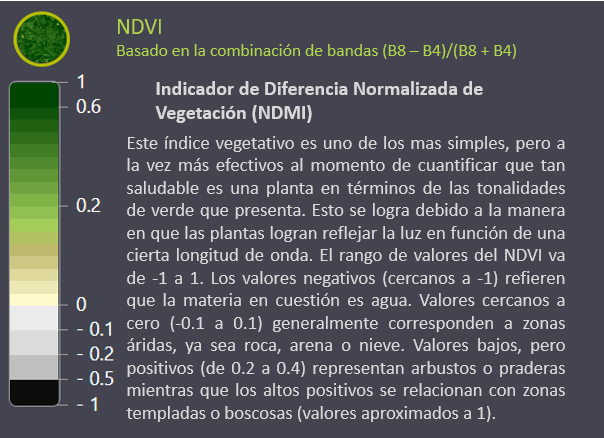 NDVI
Basado en la combinación de bandas (B8 – B4)/(B8 + B4)
Indicador de Diferencia Normalizada de
Vegetación (NDMI)
Este índice vegetativo es uno de los mas simples, pero a
la vez más efectivos al momento de cuantificar que tan
saludable es una planta en términos de las tonalidades
de verde que presenta. Esto se logra debido a la manera
en que las plantas logran reflejar la luz en función de una
cierta longitud de onda. El rango de valores del NDVI va
de -1 a 1. Los valores negativos (cercanos a -1) refieren
que la materia en cuestión es agua. Valores cercanos a
cero (-0.1 a 0.1) generalmente corresponden a zonas
áridas, ya sea roca, arena o nieve. Valores bajos, pero
positivos (de 0.2 a 0.4) representan arbustos o praderas
mientras que los altos positivos se relacionan con zonas
templadas o boscosas (valores aproximados a 1).
1
0.6
0.2
0
- 0.1
- 0.2
- 0.5
- 1